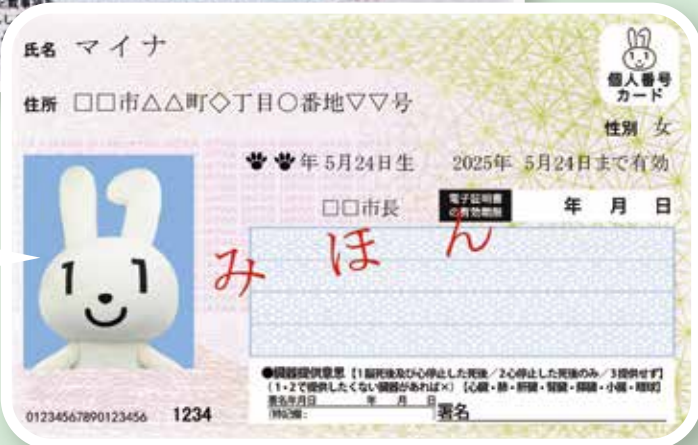 氏名 マイナ
個人番号
カード
住所 □□市△△町◇丁目○番地▽▽号
性別 女
年 5月24日生 2025年 5月24日まで有効
□□市長 電子証明書の有効期限 年 月 日
みほん
1 1
●臓器提供意思【1脳死後及び心停止した死後/2心停止した死後のみ/3提供せず】
(1・2で提供したくない臓器があれば×)【心臓・肺・肝臓・腎臓・膵臓・小腸・眼球】
署名年月日 年 月 日
特記欄: 署名
01234567890123456 1234